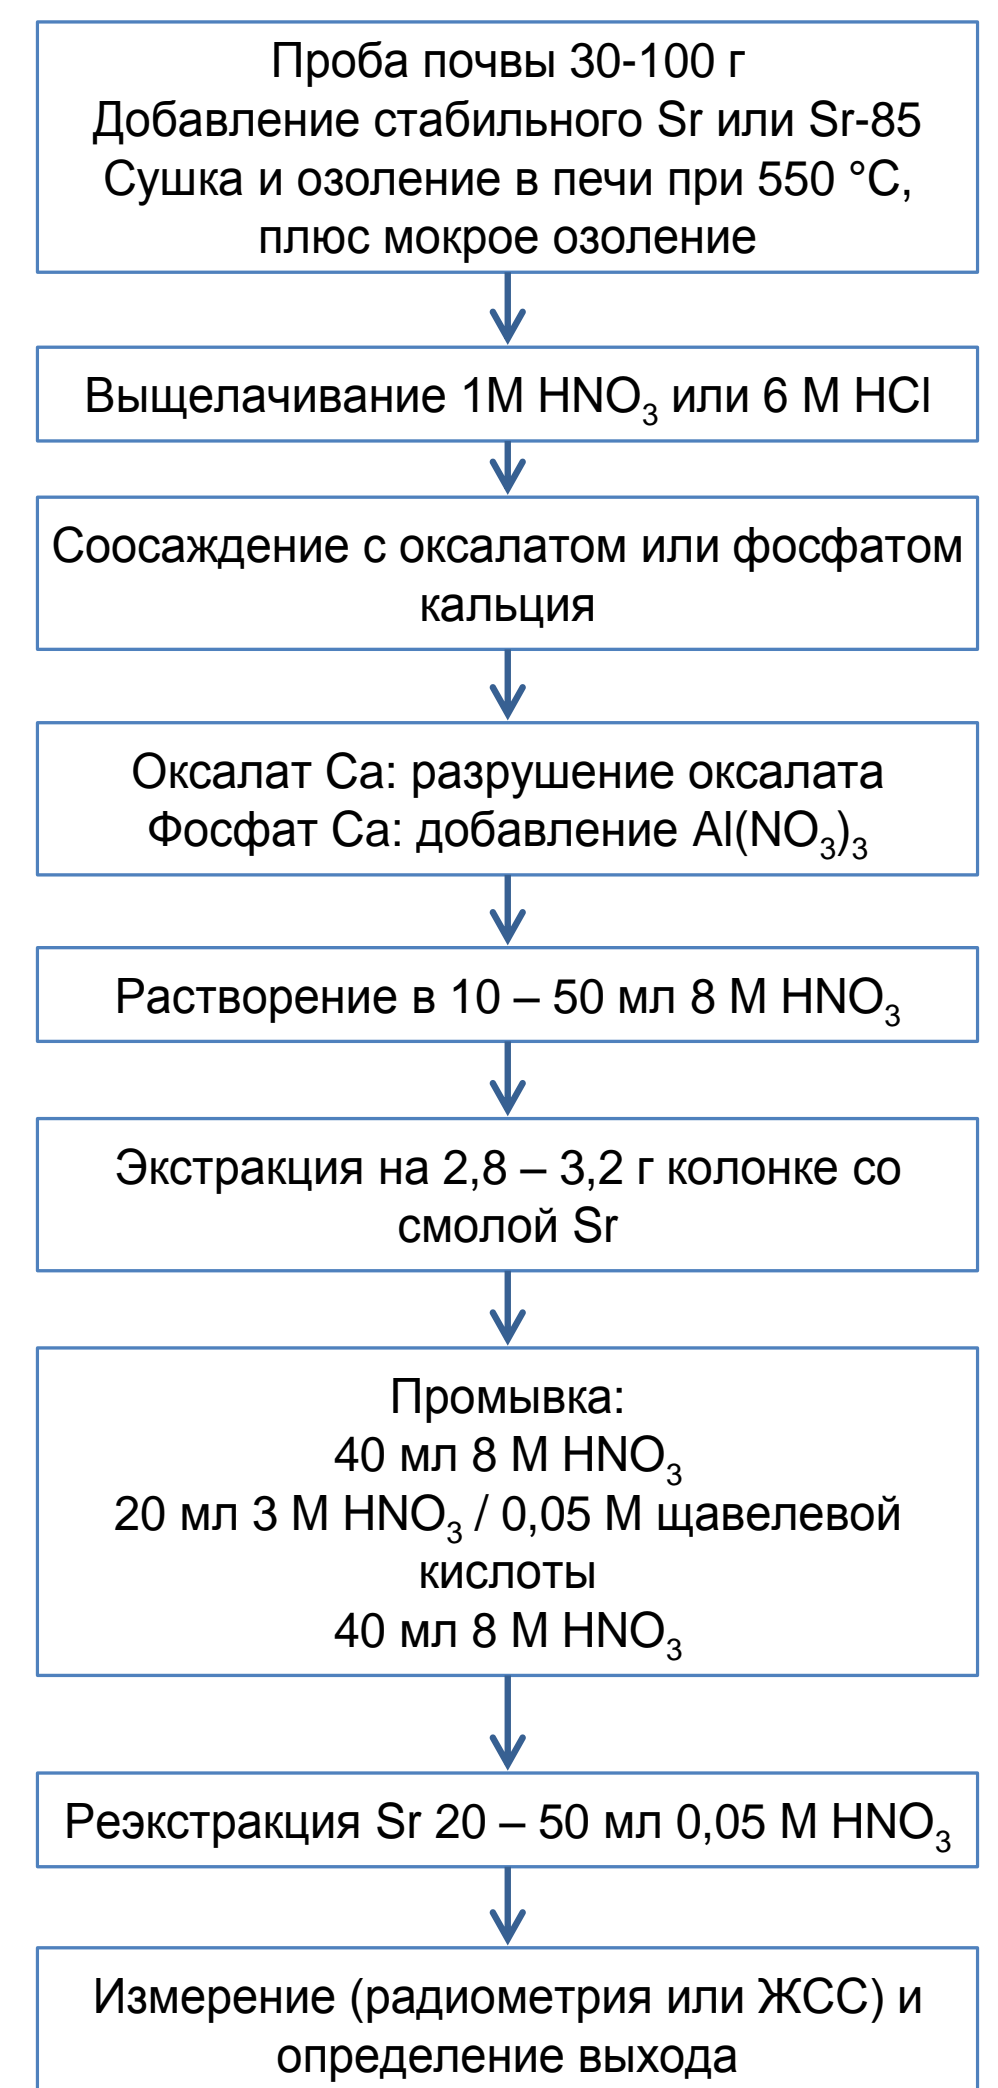 Проба почвы 30-100 г
Добавление стабильного Sr или Sr-85
Сушка и озоление в печи при 550 °C,
плюс мокрое озоление
Выщелачивание 1М HNO₃ или 6 М HCl
Соосаждение с оксалатом или фосфатом
кальция
Оксалат Ca: разрушение оксалата
Фосфат Ca: добавление Al(NO₃)₃
Растворение в 10 – 50 мл 8 М HNO₃
Экстракция на 2,8 – 3,2 г колонке со
смолой Sr
Промывка:
40 мл 8 М HNO₃
20 мл 3 М HNO₃ / 0,05 М щавелевой
кислоты
40 мл 8 М HNO₃
Реэкстракция Sr 20 – 50 мл 0,05 М HNO₃
Измерение (радиометрия или ЖСС) и
определение выхода